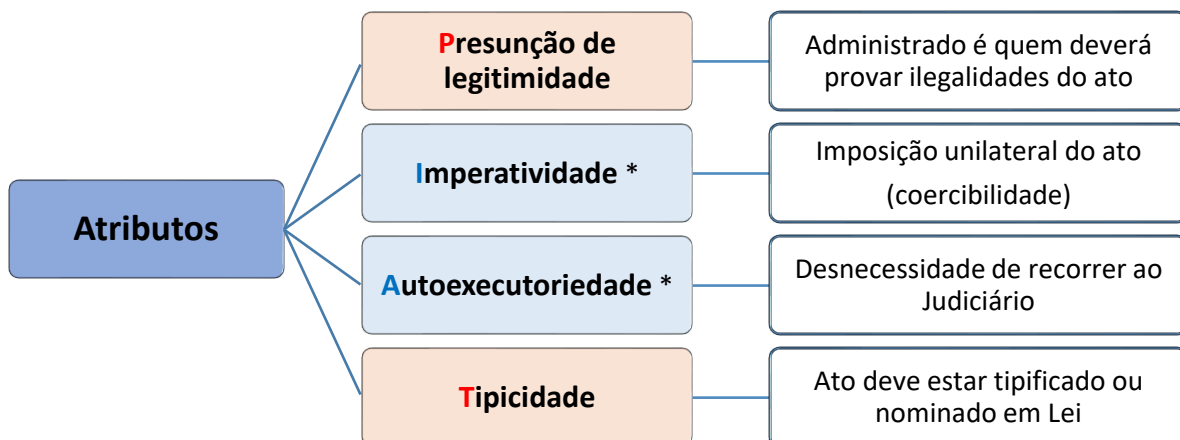 Atributos
Presunção de
legitimidade
Administrado é quem deverá
provar ilegalidades do ato
Imperatividade *
Imposição unilateral do ato
(coercibilidade)
Autoexecutoriedade *
Desnecessidade de recorrer ao
Judiciário
Tipicidade
Ato deve estar tipificado ou
nominado em Lei